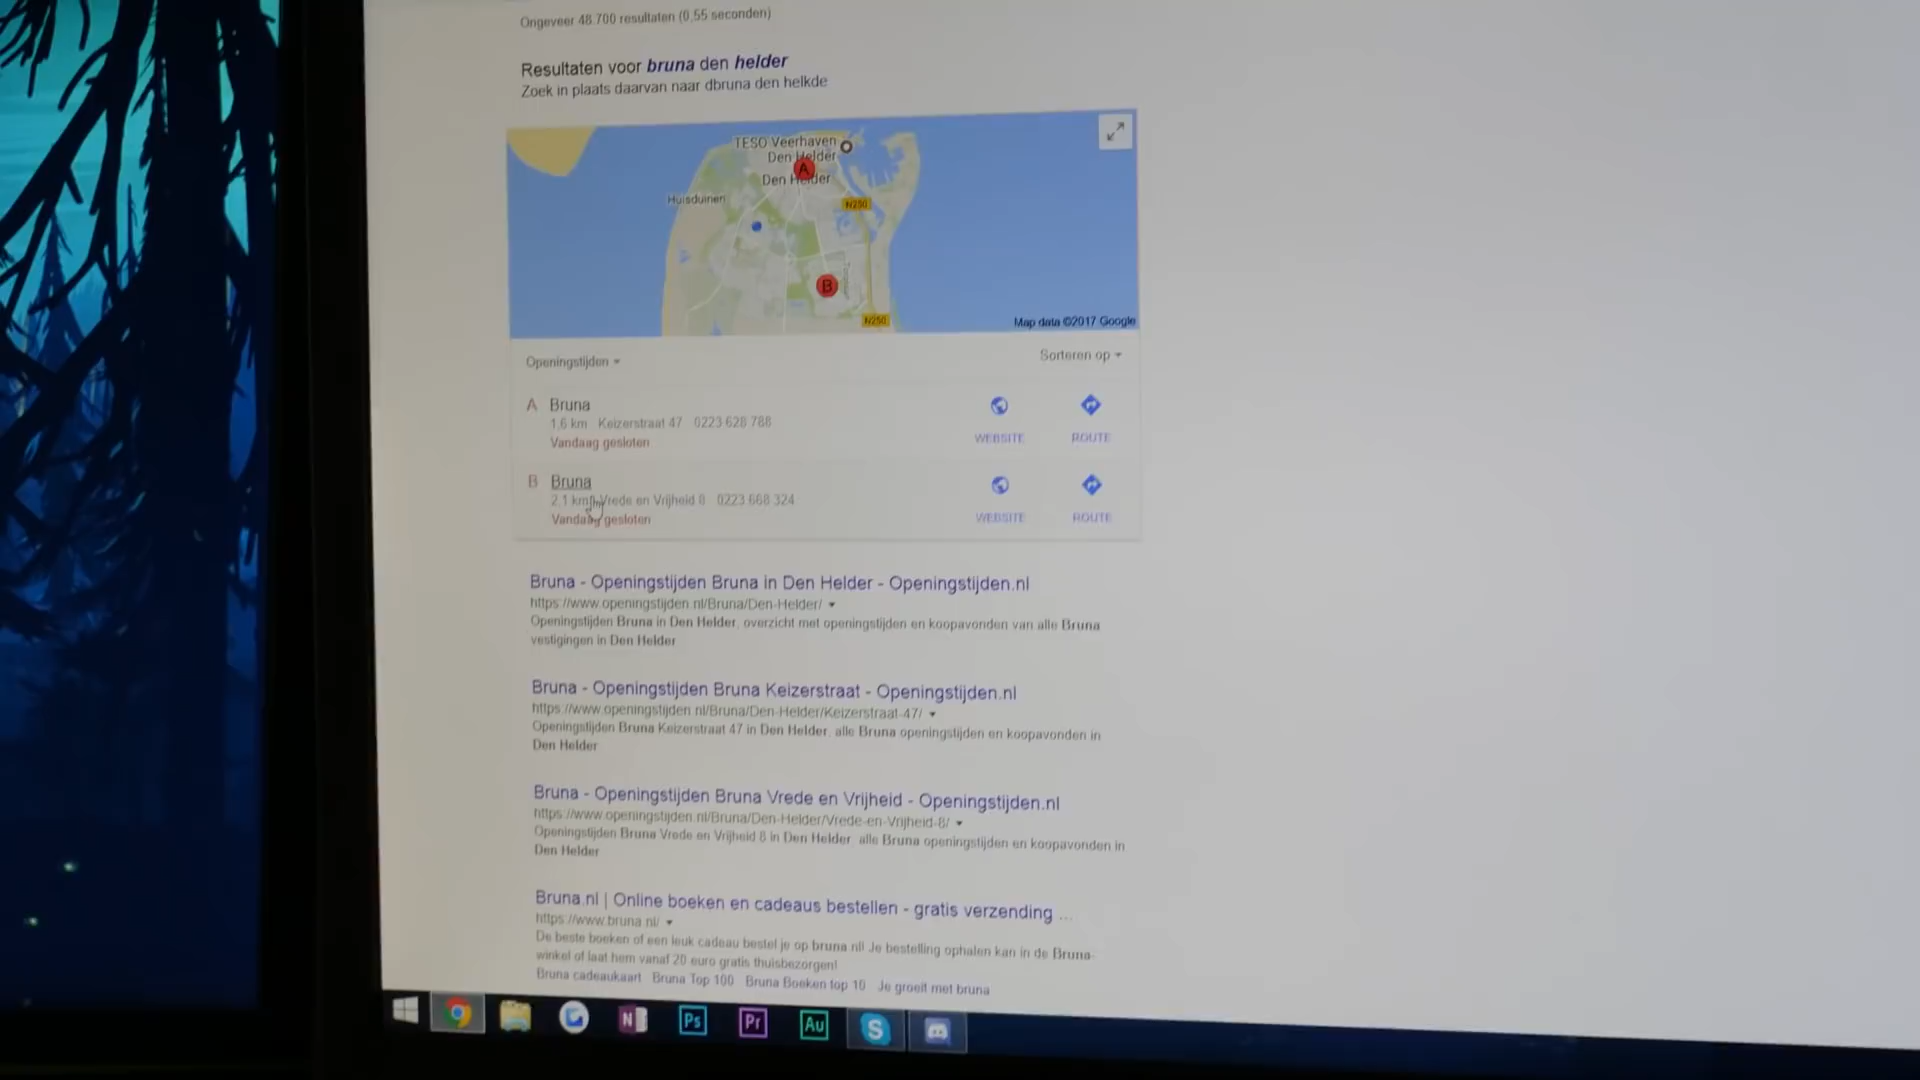 Ongeveer 48.700 resultaten (0,55 seconden)
Resultaten voor bruna den helder
Zoek in plaats daarvan naar dbruna den helkde
TESO Veerhaven
Den Helder
A
Den Helder
Huisduinen
N250
B
N250
Map data ©2017 Google
Openingstijden
Sorteren op
A Bruna
1,6 km Keizerstraat 47 0223 628 788
Vandaag gesloten
WEBSITE ROUTE
B Bruna
2,1 km Vrede en Vrijheid 8 0223 668 324
Vandaag gesloten
WEBSITE ROUTE
Bruna - Openingstijden Bruna in Den Helder - Openingstijden.nl
https://www.openingstijden.nl/Bruna/Den-Helder/
Openingstijden Bruna in Den Helder, overzicht met openingstijden en koopavonden van alle Bruna
vestigingen in Den Helder
Bruna - Openingstijden Bruna Keizerstraat - Openingstijden.nl
https://www.openingstijden.nl/Bruna/Den-Helder/Keizerstraat-47/
Openingstijden Bruna Keizerstraat 47 in Den Helder, alle Bruna openingstijden en koopavonden in
Den Helder
Bruna - Openingstijden Bruna Vrede en Vrijheid - Openingstijden.nl
https://www.openingstijden.nl/Bruna/Den-Helder/Vrede-en-Vrijheid-8/
Openingstijden Bruna Vrede en Vrijheid 8 in Den Helder, alle Bruna openingstijden en koopavonden in
Den Helder
Bruna.nl | Online boeken en cadeaus bestellen - gratis verzending ...
https://www.bruna.nl/
De beste boeken of een leuk cadeau bestel je op bruna.nl! Je bestelling ophalen kan in de Bruna-
winkel of laat hem vanaf 20 euro gratis thuisbezorgen!
Bruna cadeaukaart Bruna Top 100 Bruna Boeken top 10 Je groeit met bruna
N Ps Pr Au S